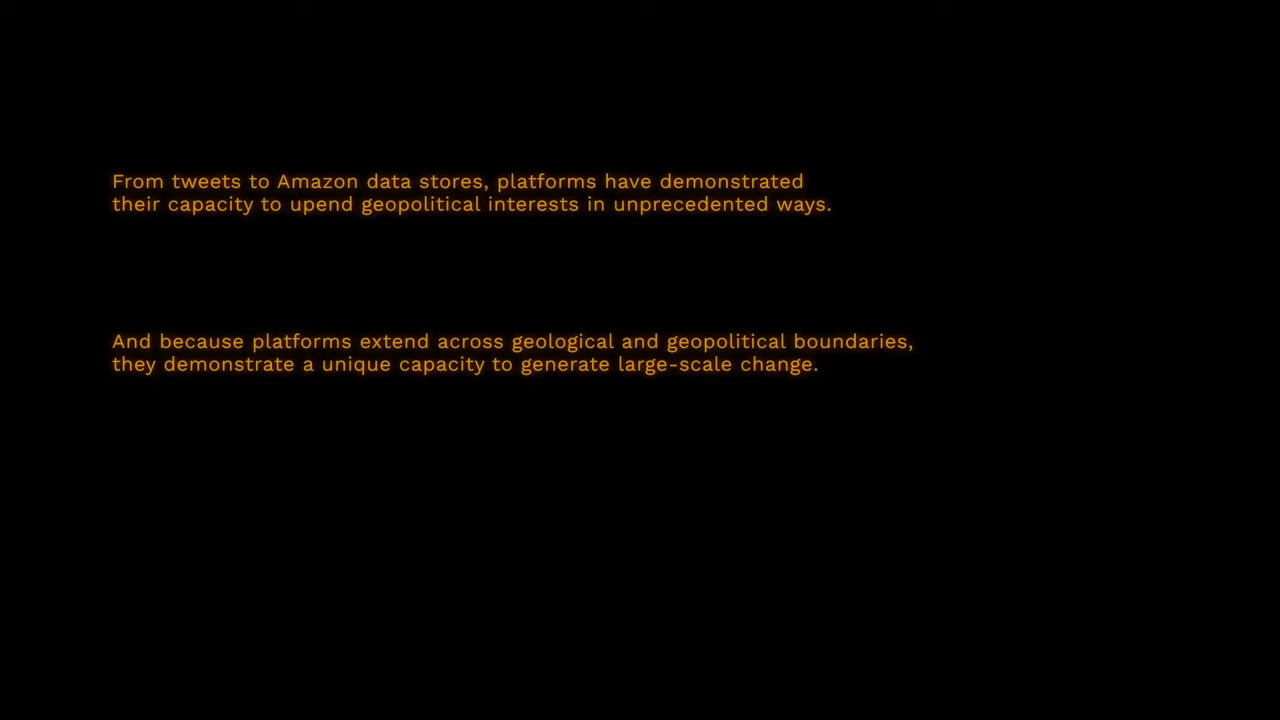 From tweets to Amazon data stores, platforms have demonstrated
their capacity to upend geopolitical interests in unprecedented ways.
And because platforms extend across geological and geopolitical boundaries,
they demonstrate a unique capacity to generate large-scale change.